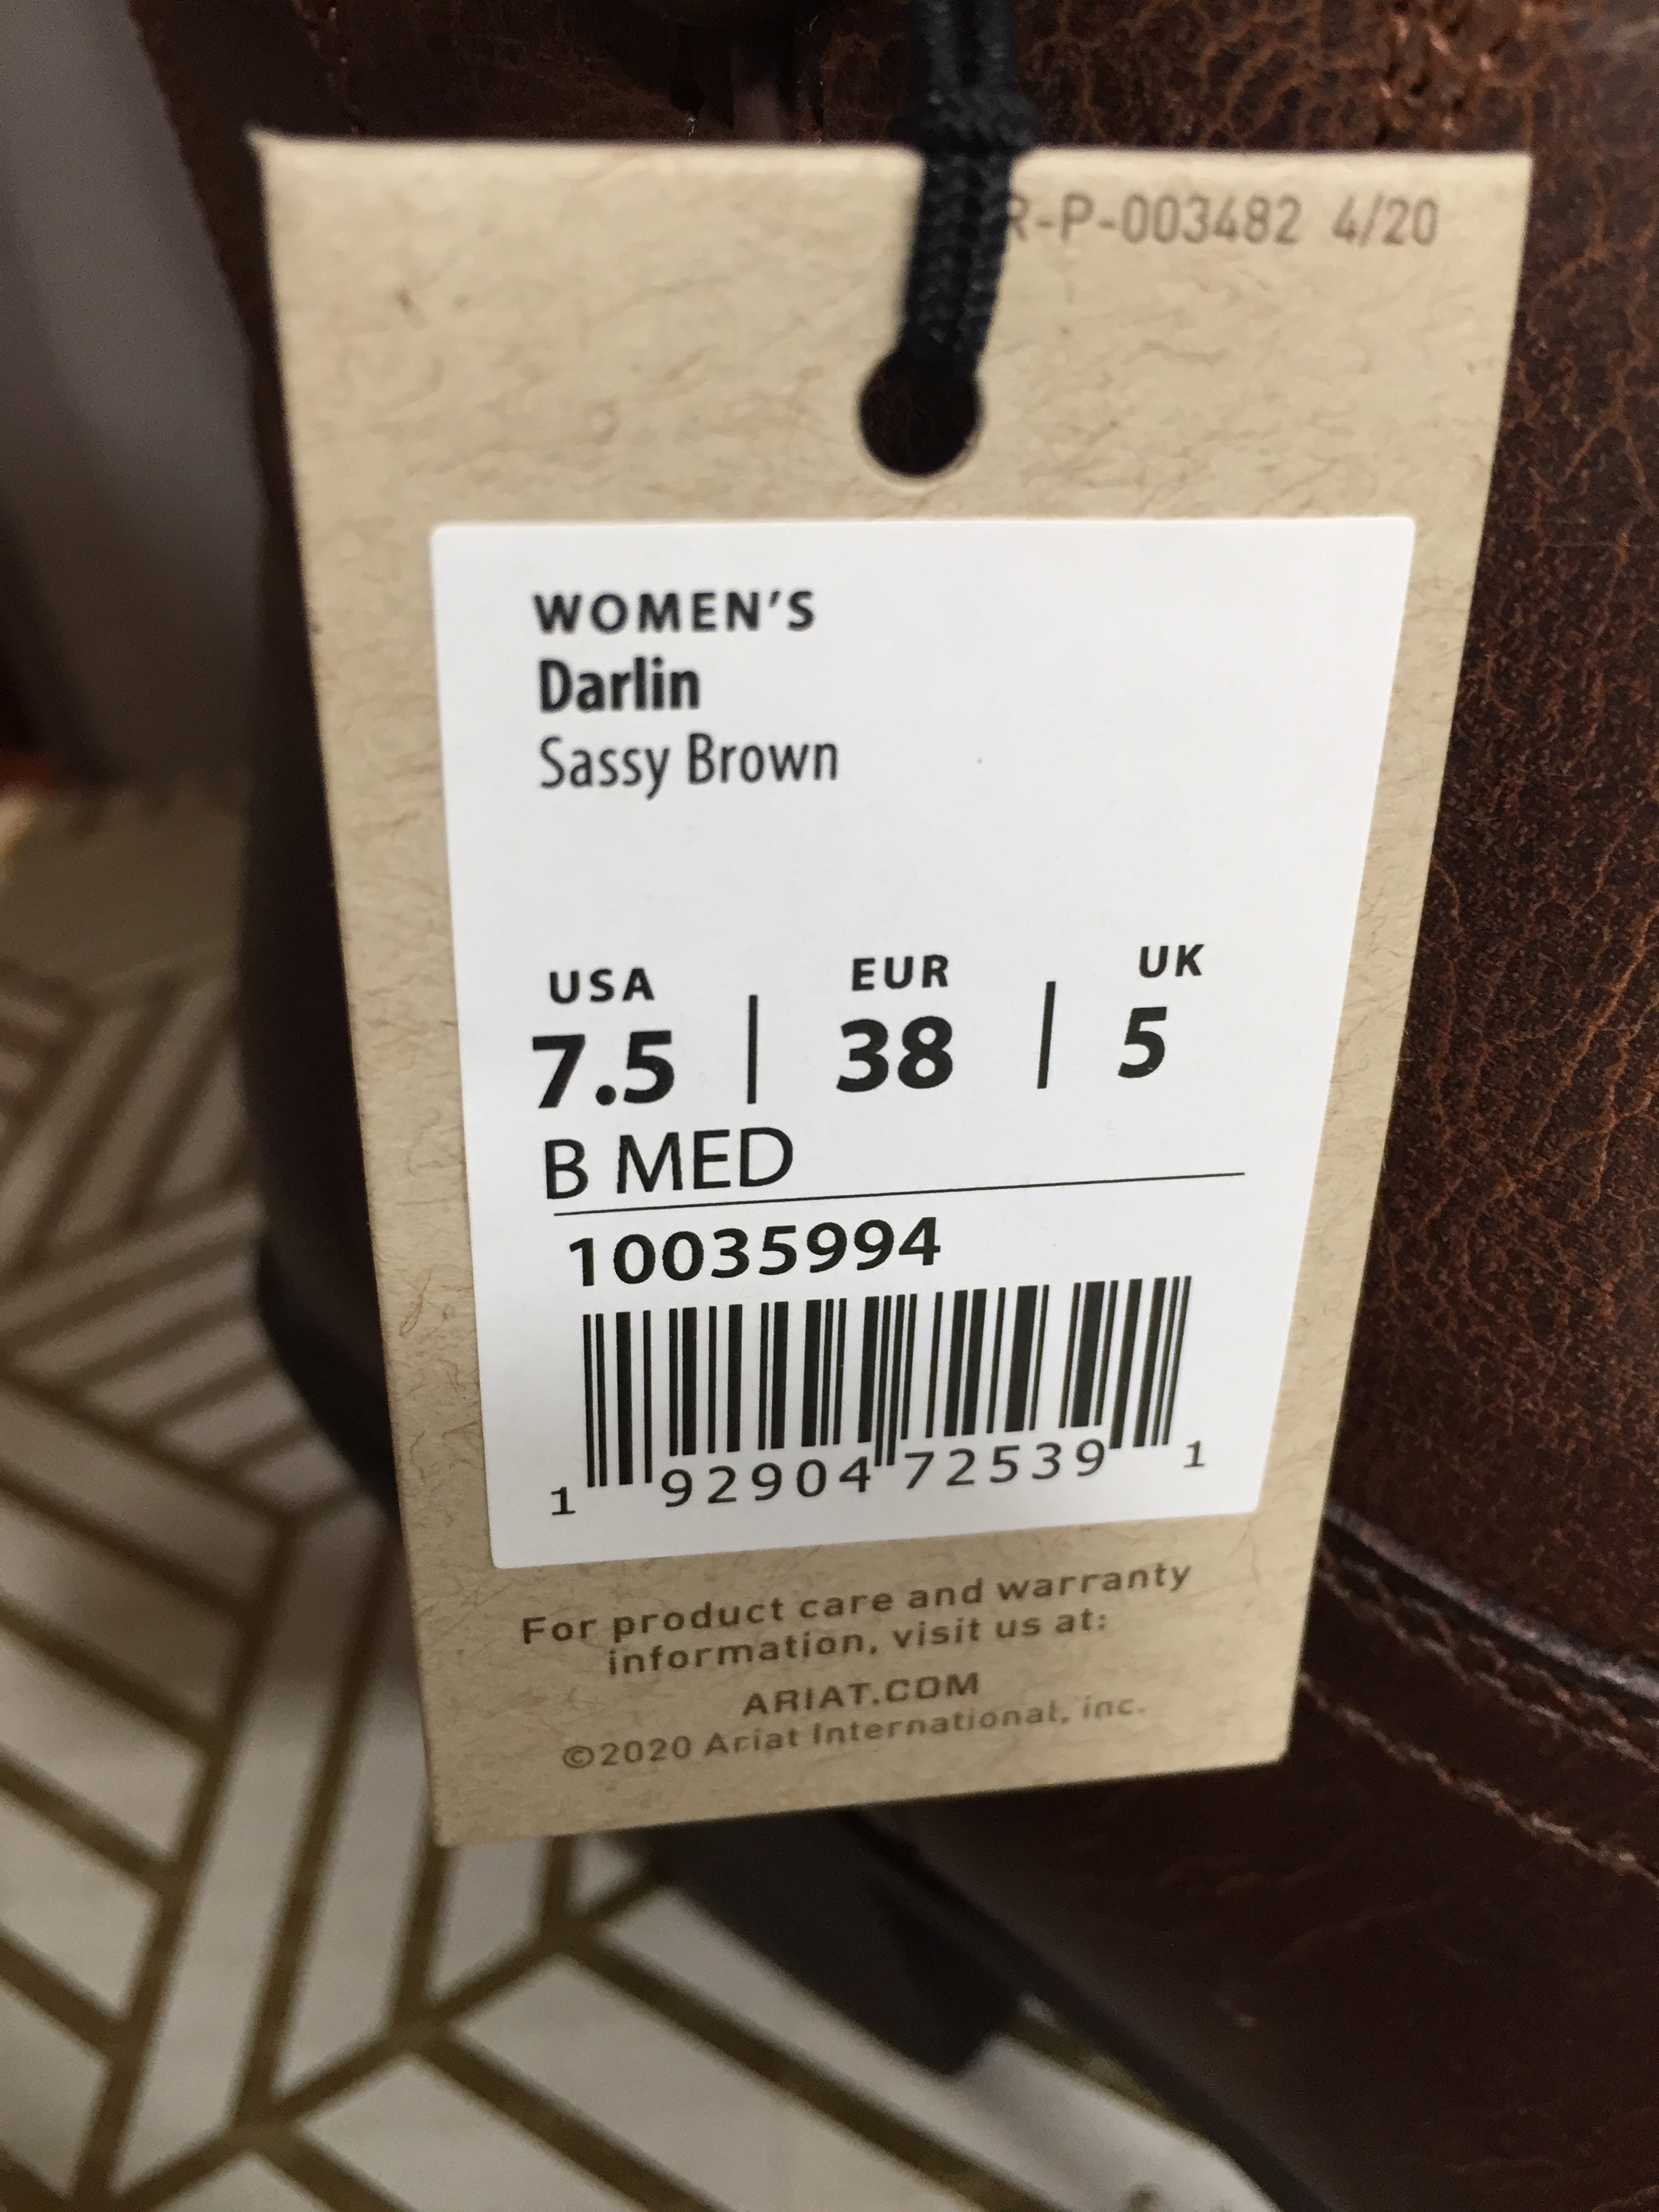 R-P-003482 4/20
WOMEN'S
Darlin
Sassy Brown
USA | EUR | UK
7.5 | 38 | 5
B MED
10035994
1 92904 72539 1
For product care and warranty
information, visit us at:
ARIAT.COM
©2020 Ariat International, inc.